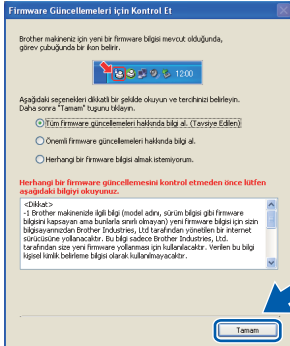 Firmware Güncellemeleri için Kontrol Et
Brother makineniz için yeni bir firmware bilgisi mevcut olduğunda,
görev çubuğunda bir ikon belirir.
12:00
Aşağıdaki seçenekleri dikkatli bir şekilde okuyun ve tercihinizi belirleyin.
Daha sonra "Tamam" tuşunu tıklayın.
Tüm firmware güncellemeleri hakkında bilgi al. (Tavsiye Edilen)
Önemli firmware güncellemeleri hakkında bilgi al.
Herhangi bir firmware bilgisi almak istemiyorum.
Herhangi bir firmware güncellemesini kontrol etmeden önce lütfen
aşağıdaki bilgiyi okuyunuz.
<Dikkat>
-1 Brother makinenizle ilgili bilgi (model adını, sürüm bilgisi gibi firmware
bilgisini kapsayan ama bunlarla sınırlı olmayan) yeni firmware bilgisi için sizin
bilgisayarınızdan Brother Industries, Ltd tarafından yönetilen bir internet
sürücüsüne yollanacaktır. Bu bilgi sadece Brother Industries, Ltd.
tarafından size yeni firmware yollanması için kullanılacaktır. Verilen bu bilgi
kişisel kimlik belirleme bilgisi olarak kullanılmayacaktır.
Tamam